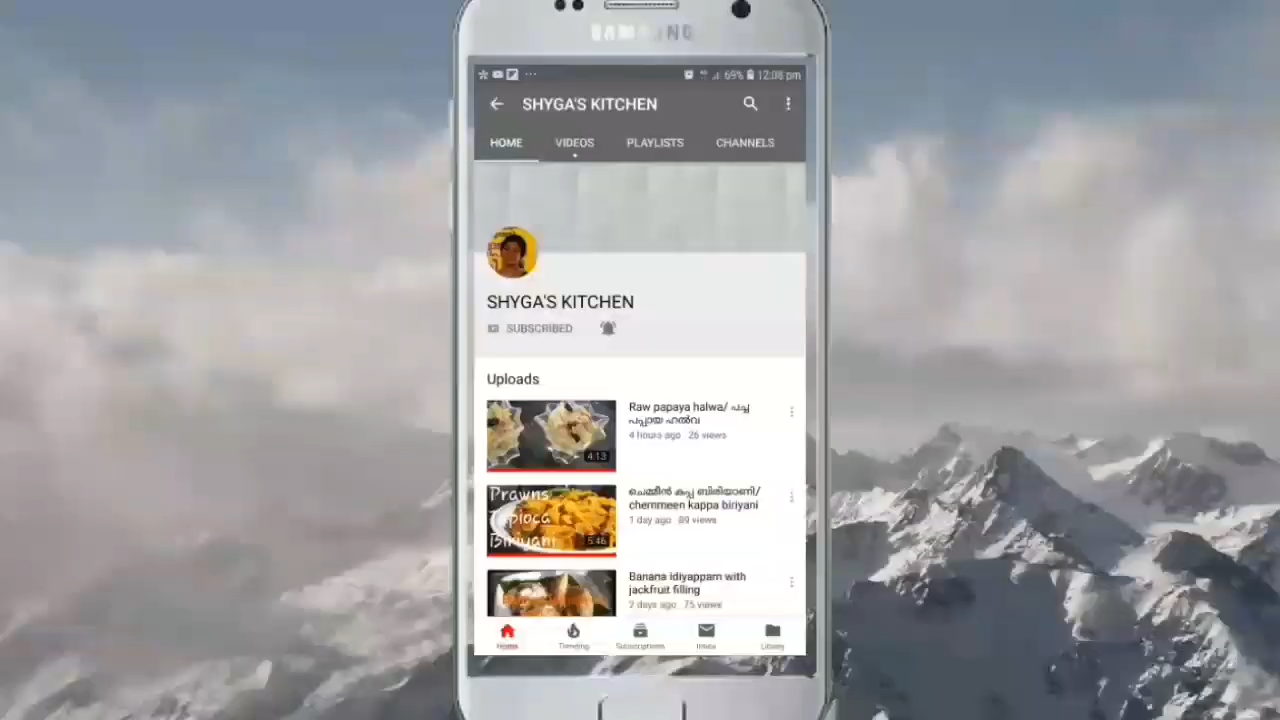 SAMSUNG
69% 12:08 pm
SHYGA'S KITCHEN
HOME VIDEOS PLAYLISTS CHANNELS
SHYGA'S KITCHEN
SUBSCRIBED
Uploads
Raw papaya halwa/ പച്ച
പപ്പായ ഹൽവ
4 hours ago 26 views
4:13
Prawns
Tapioca
Biriyani
5:46
ചെമ്മീൻ കപ്പ ബിരിയാണി/
chemmeen kappa biriyani
1 day ago 89 views
Banana idiyappam with
jackfruit filling
2 days ago 75 views
Home Trending Subscriptions Inbox Library